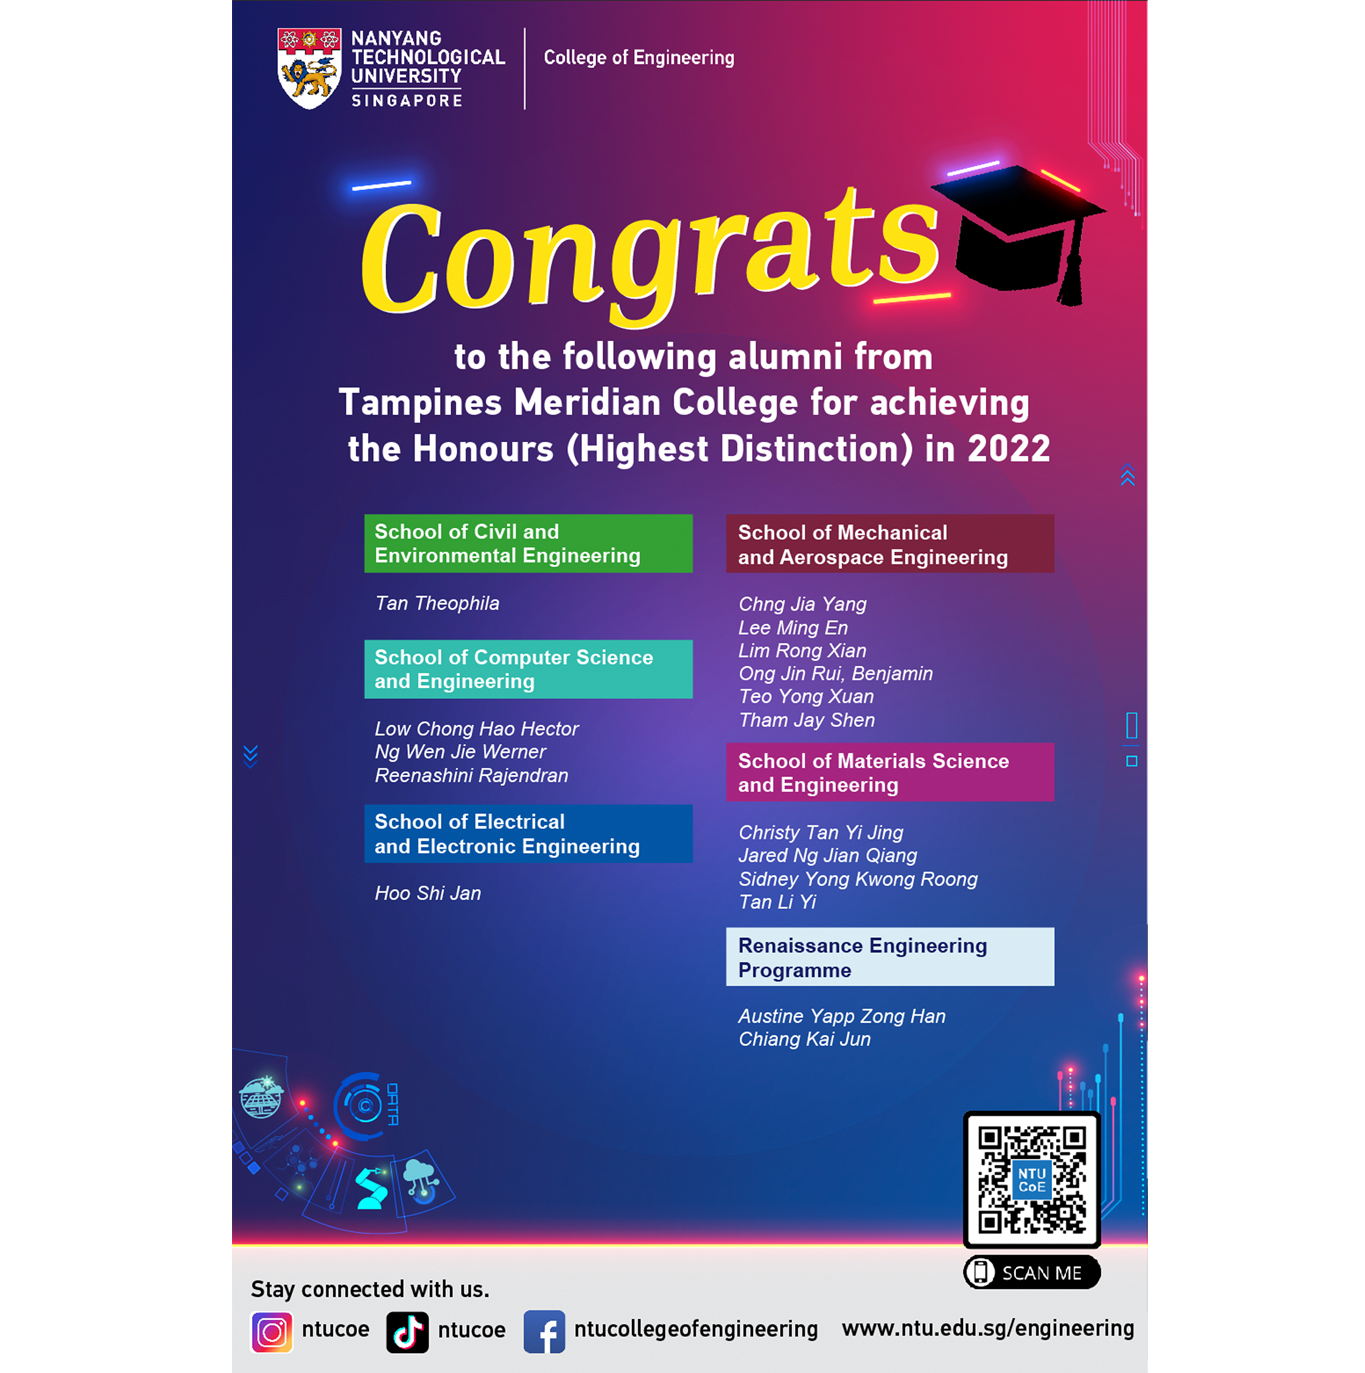 NANYANG
TECHNOLOGICAL
UNIVERSITY
SINGAPORE
College of Engineering
Congrats
to the following alumni from
Tampines Meridian College for achieving
the Honours (Highest Distinction) in 2022
School of Civil and
Environmental Engineering
Tan Theophila
School of Computer Science
and Engineering
Low Chong Hao Hector
Ng Wen Jie Werner
Reenashini Rajendran
School of Electrical
and Electronic Engineering
Hoo Shi Jan
School of Mechanical
and Aerospace Engineering
Chng Jia Yang
Lee Ming En
Lim Rong Xian
Ong Jin Rui, Benjamin
Teo Yong Xuan
Tham Jay Shen
School of Materials Science
and Engineering
Christy Tan Yi Jing
Jared Ng Jian Qiang
Sidney Yong Kwong Roong
Tan Li Yi
Renaissance Engineering
Programme
Austine Yapp Zong Han
Chiang Kai Jun
DATA
NTU
CoE
SCAN ME
Stay connected with us.
ntucoe
ntucoe
ntucollegeofengineering
www.ntu.edu.sg/engineering